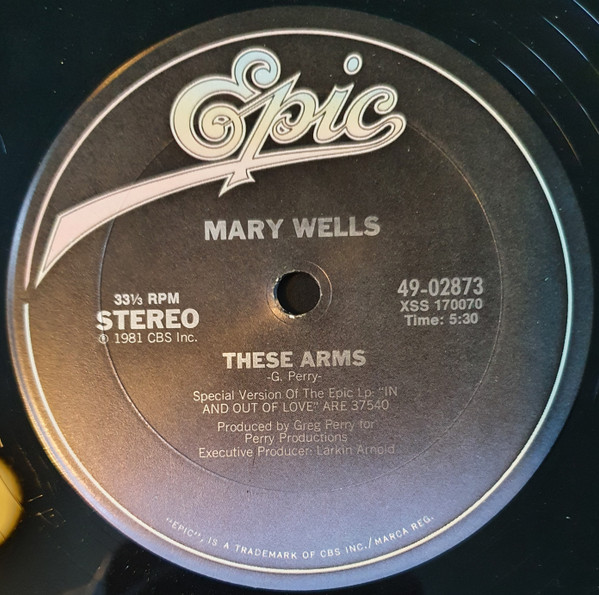 Epic
MARY WELLS
33⅓ RPM
STEREO
℗ 1981 CBS Inc.
49-02873
XSS 170070
Time: 5:30
THESE ARMS
-G. Perry-
Special Version Of The Epic Lp: "IN
AND OUT OF LOVE" ARE 37540
Produced by Greg Perry for
Perry Productions
Executive Producer: Larkin Arnold
"EPIC", IS A TRADEMARK OF CBS INC./MARCA REG.